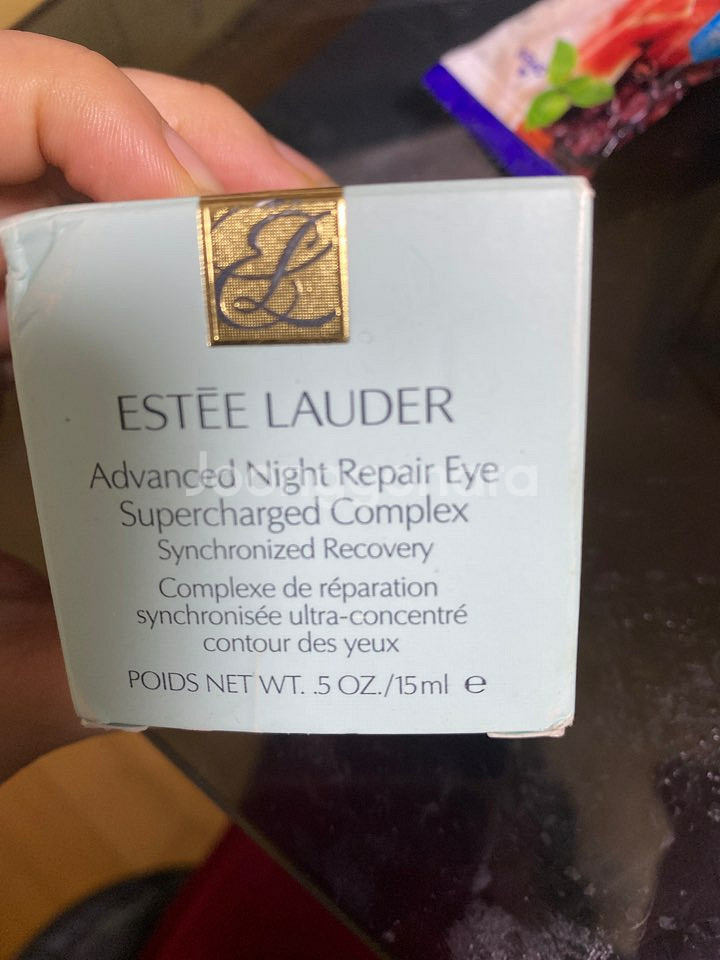 EL
ESTĒE LAUDER
Advanced Night Repair Eye
Supercharged Complex
Synchronized Recovery
Complexe de réparation
synchronisée ultra-concentré
contour des yeux
POIDS NET WT. .5 OZ./15ml ℮
Joonggonara